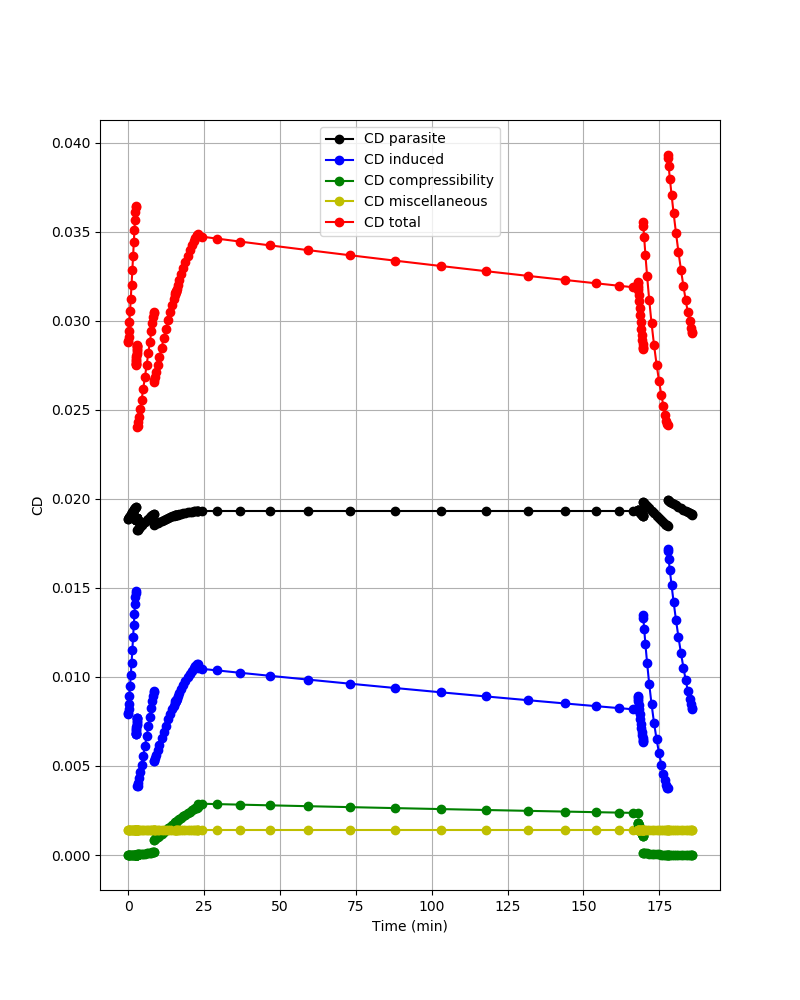 0.040
0.035
0.030
0.025
0.020
0.015
0.010
0.005
0.000
CD
CD parasite
CD induced
CD compressibility
CD miscellaneous
CD total
0 25 50 75 100 125 150 175
Time (min)